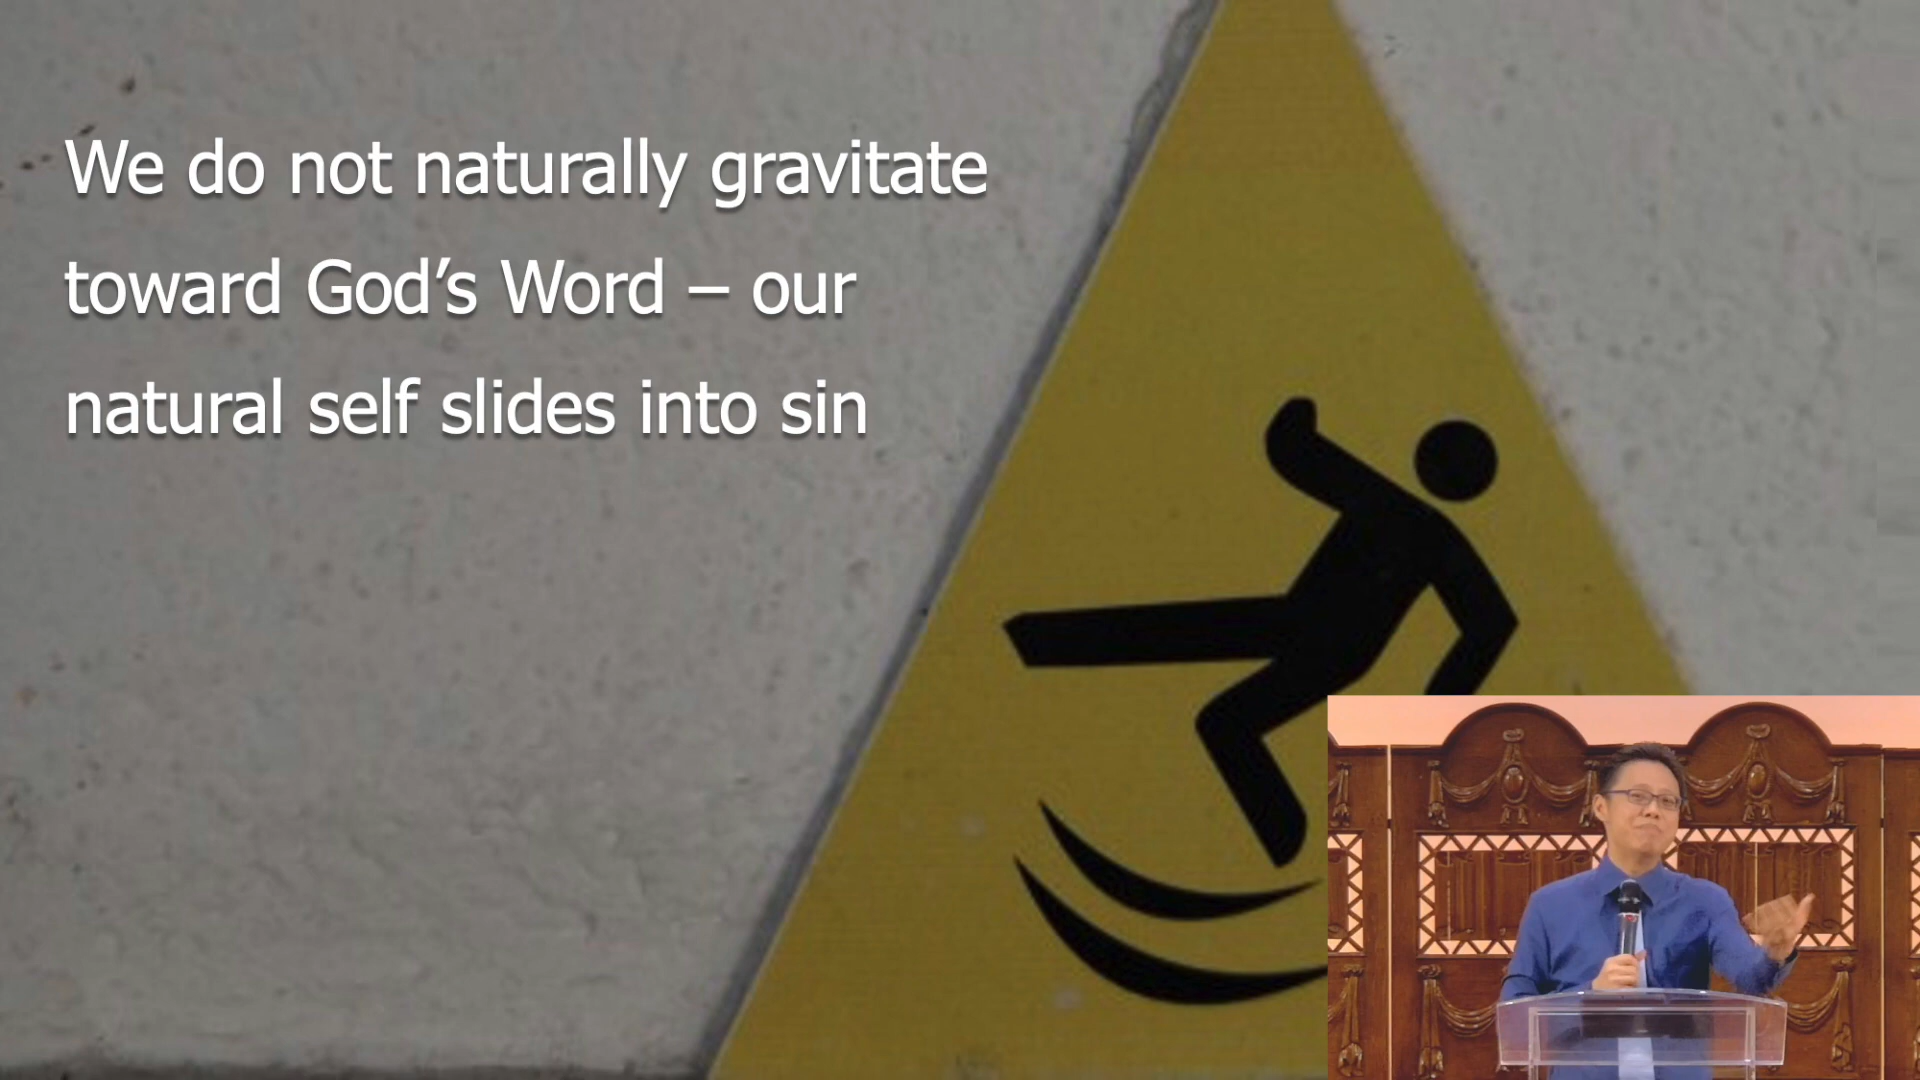 We do not naturally gravitate
toward God’s Word – our
natural self slides into sin